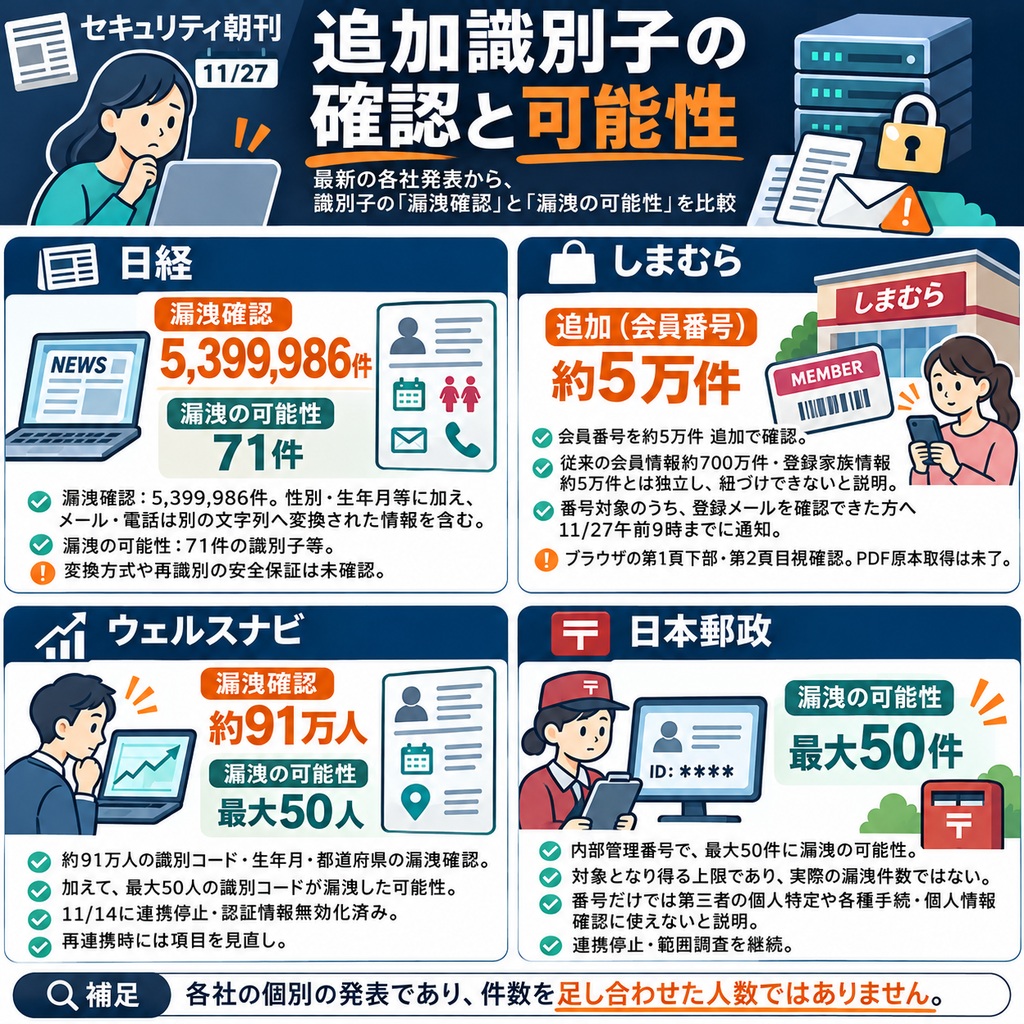 セキュリティ朝刊
11/27
追加識別子の
確認と可能性
最新の各社発表から、
識別子の「漏洩確認」と「漏洩の可能性」を比較
日経
NEWS
漏洩確認
5,399,986件
漏洩の可能性
71件
漏洩確認:5,399,986件。性別・生年月等に加え、
メール・電話は別の文字列へ変換された情報を含む。
漏洩の可能性:71件の識別子等。
変換方式や再識別の安全保証は未確認。
しまむら
しまむら
追加(会員番号)
約5万件
MEMBER
会員番号を約5万件 追加で確認。
従来の会員情報約700万件・登録家族情報
約5万件とは独立し、紐づけできないと説明。
番号対象のうち、登録メールを確認できた方へ
11/27午前9時までに通知。
ブラウザの第1頁下部・第2頁目視確認。PDF原本取得は未了。
ウェルスナビ
漏洩確認
約91万人
漏洩の可能性
最大50人
約91万人の識別コード・生年月・都道府県の漏洩確認。
加えて、最大50人の識別コードが漏洩した可能性。
11/14に連携停止・認証情報無効化済み。
再連携時には項目を見直し。
日本郵政
漏洩の可能性
最大50件
ID: ****
内部管理番号で、最大50件に漏洩の可能性。
対象となり得る上限であり、実際の漏洩件数ではない。
番号だけでは第三者の個人特定や各種手続・個人情報
確認に使えないと説明。
連携停止・範囲調査を継続。
補足
各社の個別の発表であり、件数を足し合わせた人数ではありません。